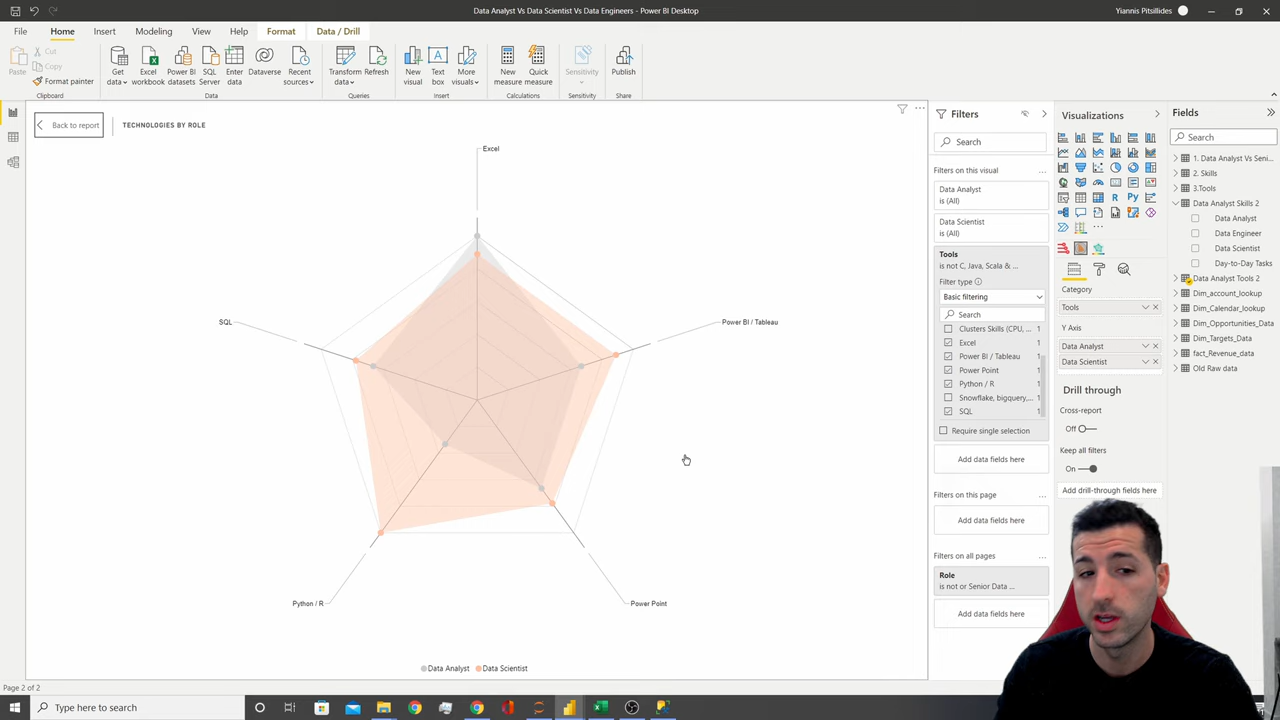 Data Analyst Vs Data Scientist Vs Data Engineers - Power BI Desktop
Yiannis Pitsillides
File Home Insert Modeling View Help Format Data / Drill
Paste
Cut
Copy
Format painter
Get data
Excel workbook
Power BI datasets
SQL Server
Enter data
Dataverse
Recent sources
Transform data
Refresh
New visual
Text box
More visuals
New measure
Quick measure
Sensitivity
Publish
Clipboard Data Queries Insert Calculations Sensitivity Share
Back to report
TECHNOLOGIES BY ROLE
Excel
SQL
Power BI / Tableau
Python / R
Power Point
Data Analyst Data Scientist
Page 2 of 2
Filters
Search
Filters on this visual ...
Data Analyst
is (All)
Data Scientist
is (All)
Tools
is not C, Java, Scala & ...
Filter type
Basic filtering
Search
Clusters Skills (CPU, ... 1
Excel 1
Power BI / Tableau 1
Power Point 1
Python / R 1
Snowflake, bigquery,... 1
SQL 1
Require single selection
Add data fields here
Filters on this page ...
Add data fields here
Filters on all pages ...
Role
is not or Senior Data ...
Add data fields here
Visualizations
R Py
...
Category
Tools
Y Axis
Data Analyst
Data Scientist
Drill through
Cross-report
Off
Keep all filters
On
Add drill-through fields here
Fields
Search
1. Data Analyst Vs Seni...
2. Skills
3.Tools
Data Analyst Skills 2
Data Analyst
Data Engineer
Data Scientist
Day-to-Day Tasks
Data Analyst Tools 2
Dim_account_lookup
Dim_Calendar_lookup
Dim_Opportunities_Data
Dim_Targets_Data
fact_Revenue_data
Old Raw data
Type here to search